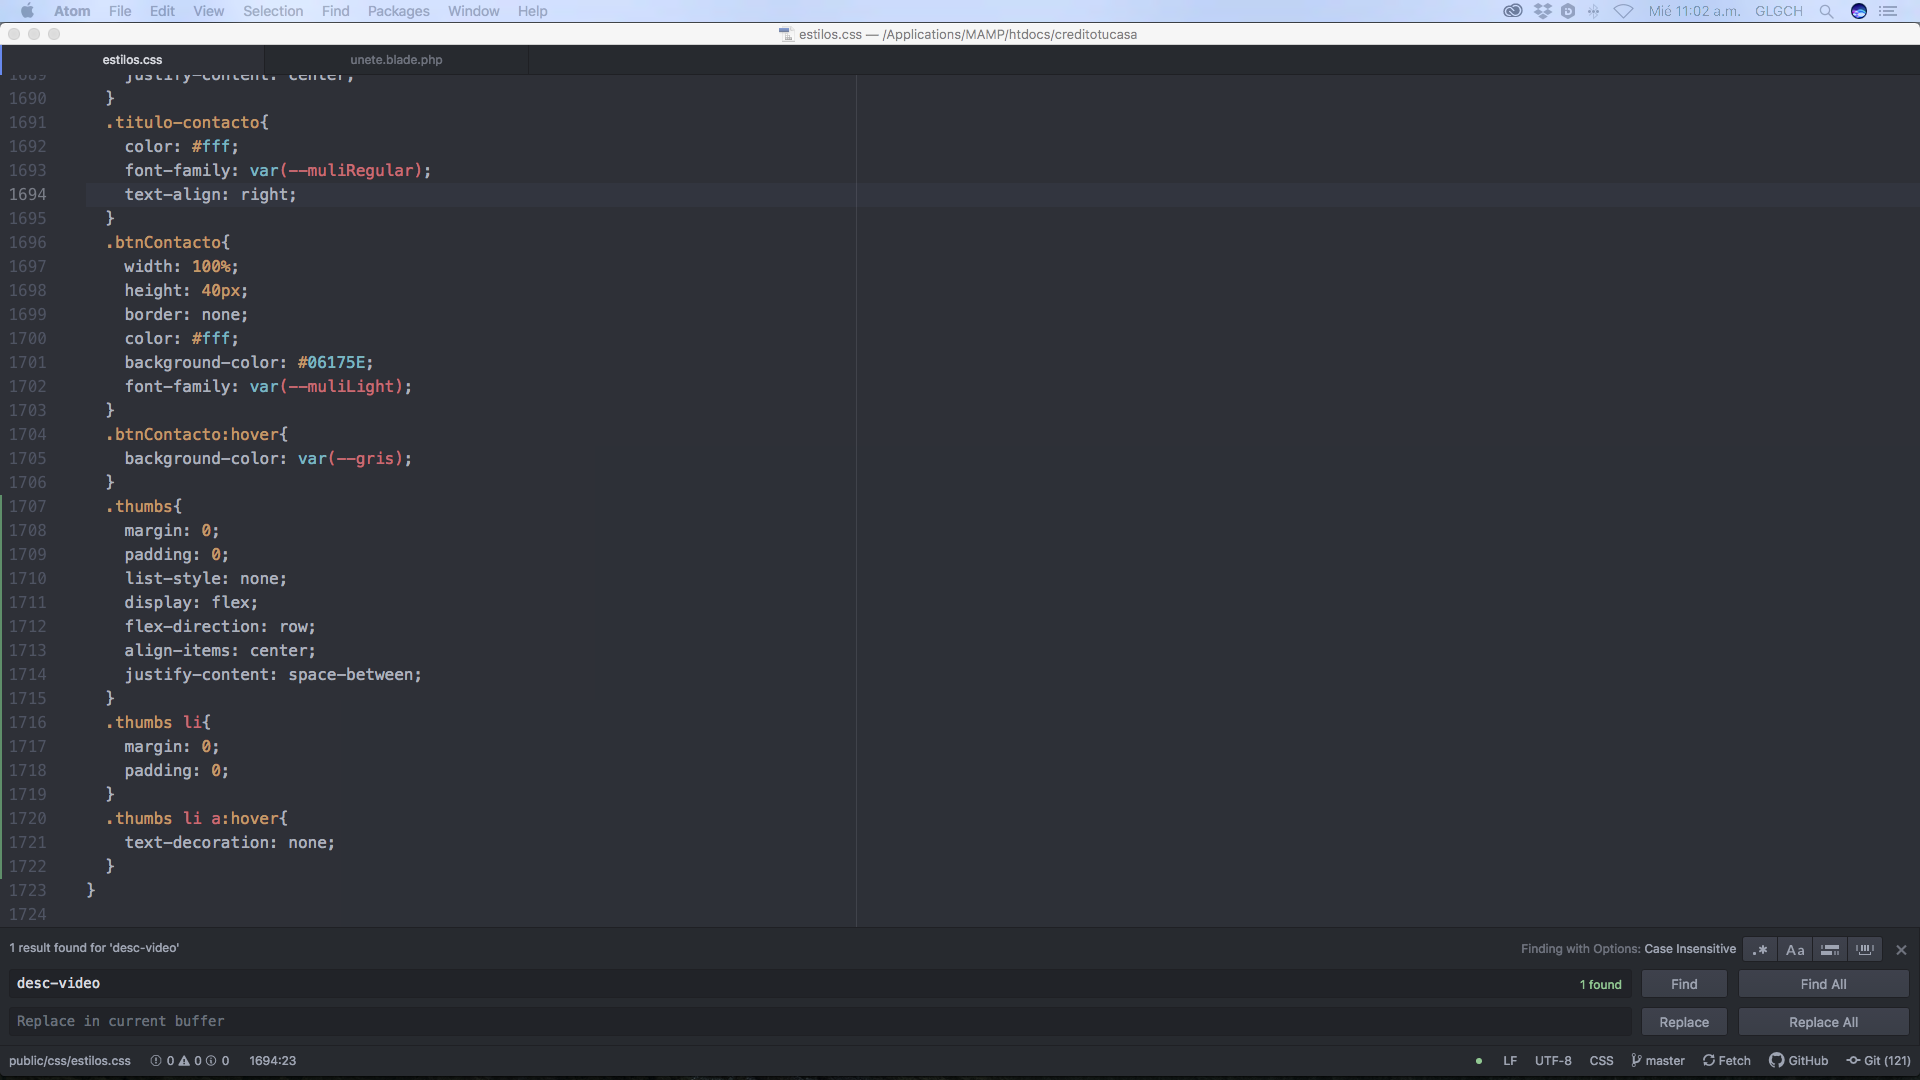 Atom File Edit View Selection Find Packages Window Help Mié 11:02 a.m. GLGCH
estilos.css — /Applications/MAMP/htdocs/creditotucasa
estilos.css unete.blade.php
1689 justify-content: center;
1690 }
1691 .titulo-contacto{
1692 color: #fff;
1693 font-family: var(--muliRegular);
1694 text-align: right;
1695 }
1696 .btnContacto{
1697 width: 100%;
1698 height: 40px;
1699 border: none;
1700 color: #fff;
1701 background-color: #06175E;
1702 font-family: var(--muliLight);
1703 }
1704 .btnContacto:hover{
1705 background-color: var(--gris);
1706 }
1707 .thumbs{
1708 margin: 0;
1709 padding: 0;
1710 list-style: none;
1711 display: flex;
1712 flex-direction: row;
1713 align-items: center;
1714 justify-content: space-between;
1715 }
1716 .thumbs li{
1717 margin: 0;
1718 padding: 0;
1719 }
1720 .thumbs li a:hover{
1721 text-decoration: none;
1722 }
1723 }
1724
1 result found for 'desc-video' Finding with Options: Case Insensitive .* Aa
desc-video 1 found Find Find All
Replace in current buffer Replace Replace All
public/css/estilos.css 0 0 0 1694:23 LF UTF-8 CSS master Fetch GitHub Git (121)